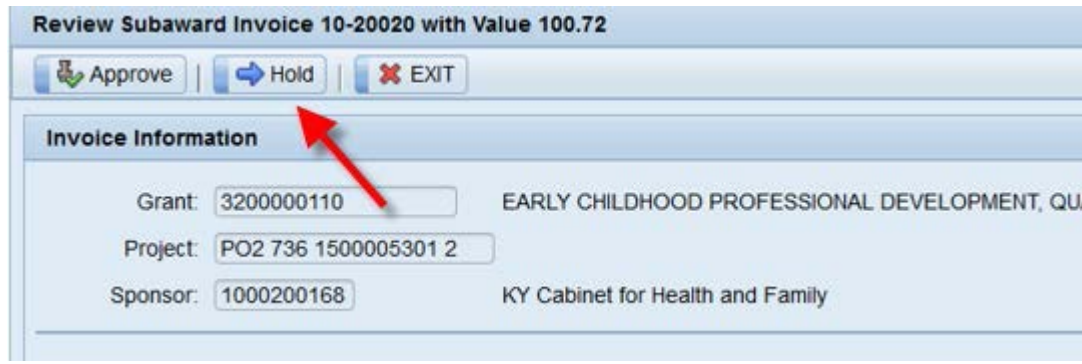 Review Subaward Invoice 10-20020 with Value 100.72
Approve | Hold | EXIT
Invoice Information
Grant: 3200000110 EARLY CHILDHOOD PROFESSIONAL DEVELOPMENT, QU
Project: PO2 736 1500005301 2
Sponsor: 1000200168 KY Cabinet for Health and Family